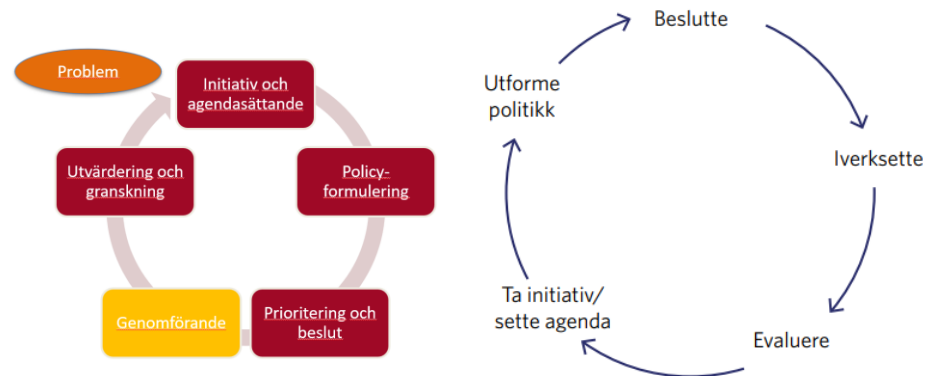 Problem
Initiativ och
agendasättande
Policy-
formulering
Prioritering och
beslut
Genomförande
Utvärdering och
granskning
Beslutte
Iverksette
Evaluere
Ta initiativ/
sette agenda
Utforme
politikk